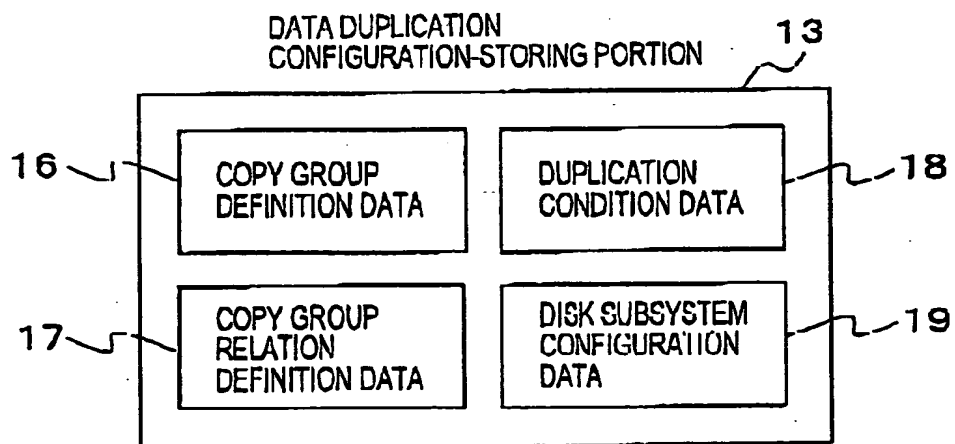 DATA DUPLICATION
CONFIGURATION-STORING PORTION
13
16
COPY GROUP
DEFINITION DATA
DUPLICATION
CONDITION DATA
18
17
COPY GROUP
RELATION
DEFINITION DATA
DISK SUBSYSTEM
CONFIGURATION
DATA
19